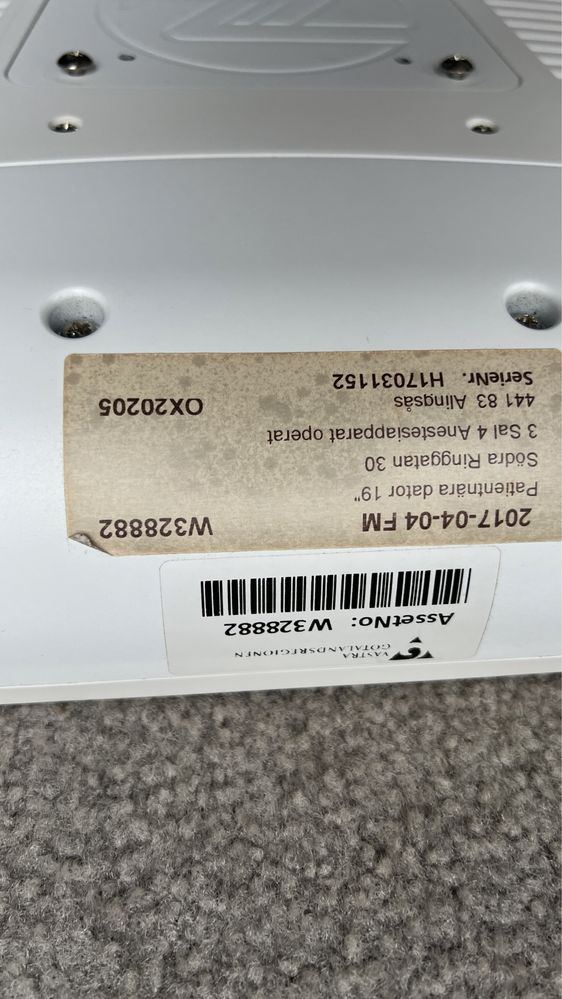 VÄSTRA
GÖTALANDSREGIONEN
AssetNo: W328882
2017-04-04 FM W328882
Patientnära dator 19"
Södra Ringgatan 30
3 Sal 4 Anestesiapparat operat
441 83 Alingsås OX20205
SerieNr. H17031152